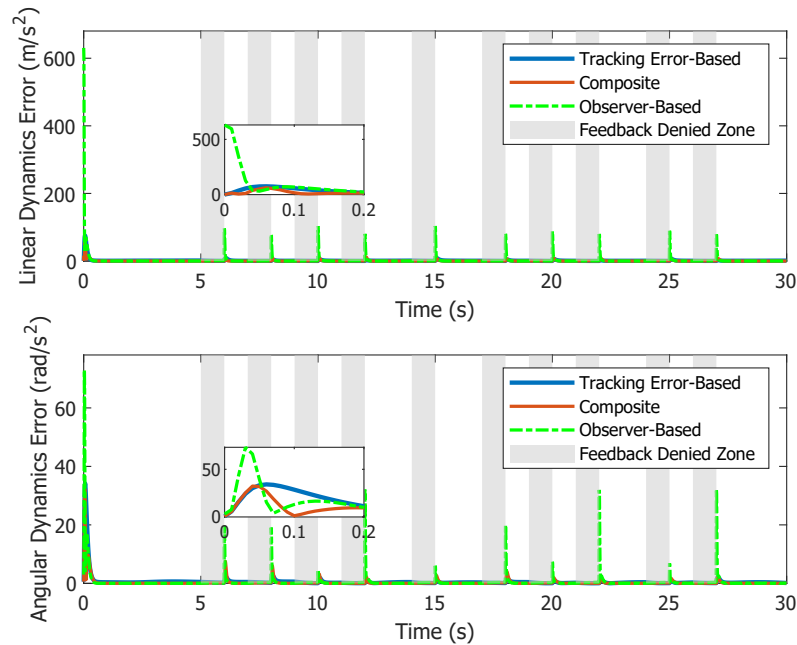 Linear Dynamics Error (m/s²)
600
400
200
0
Tracking Error-Based
Composite
Observer-Based
Feedback Denied Zone
500
0
0 0.1 0.2
0 5 10 15 20 25 30
Time (s)
Angular Dynamics Error (rad/s²)
60
40
20
0
Tracking Error-Based
Composite
Observer-Based
Feedback Denied Zone
50
0
0 0.1 0.2
0 5 10 15 20 25 30
Time (s)